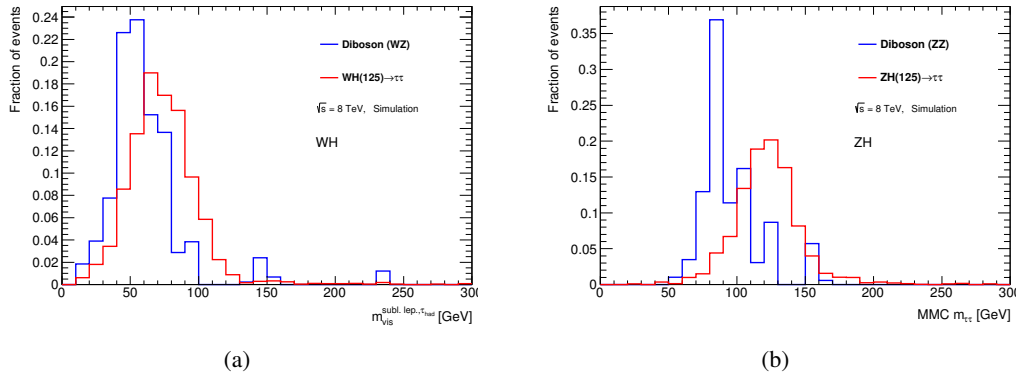 Fraction of events
0.24
0.22
0.2
0.18
0.16
0.14
0.12
0.1
0.08
0.06
0.04
0.02
0
Diboson (WZ)
WH(125)→ττ
√s = 8 TeV, Simulation
WH
0 50 100 150 200 250 300
m_vis^subl. lep.,τ_had [GeV]
(a)
Fraction of events
0.35
0.3
0.25
0.2
0.15
0.1
0.05
0
Diboson (ZZ)
ZH(125)→ττ
√s = 8 TeV, Simulation
ZH
0 50 100 150 200 250 300
MMC m_ττ [GeV]
(b)